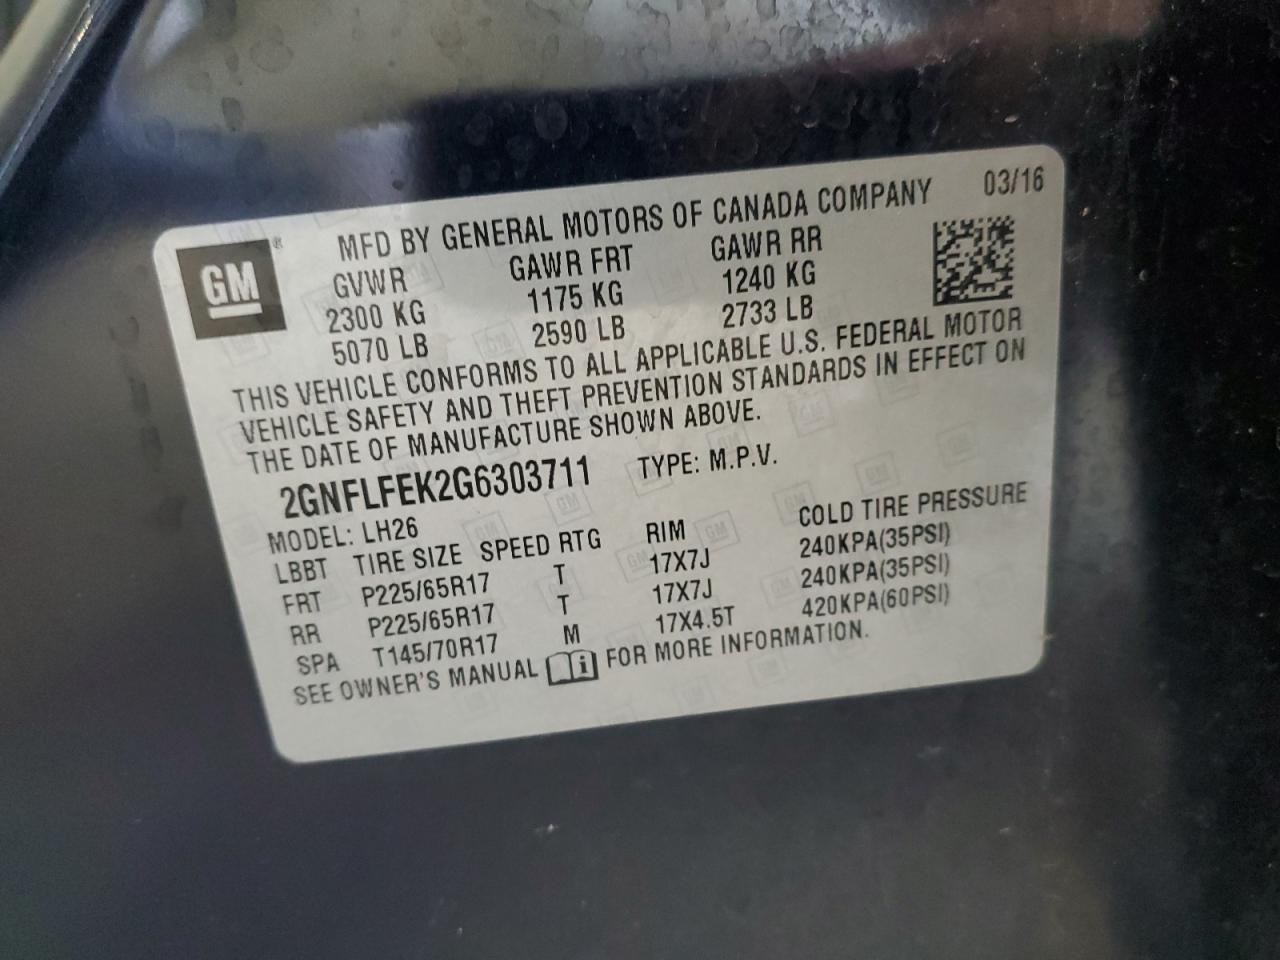 GM ® MFD BY GENERAL MOTORS OF CANADA COMPANY 03/16
GVWR GAWR FRT GAWR RR
2300 KG 1175 KG 1240 KG
5070 LB 2590 LB 2733 LB
THIS VEHICLE CONFORMS TO ALL APPLICABLE U.S. FEDERAL MOTOR
VEHICLE SAFETY AND THEFT PREVENTION STANDARDS IN EFFECT ON
THE DATE OF MANUFACTURE SHOWN ABOVE.
2GNFLFEK2G6303711 TYPE: M.P.V.
MODEL: LH26
LBBT TIRE SIZE SPEED RTG RIM COLD TIRE PRESSURE
FRT P225/65R17 T 17X7J 240KPA(35PSI)
RR P225/65R17 T 17X7J 240KPA(35PSI)
SPA T145/70R17 M 17X4.5T 420KPA(60PSI)
SEE OWNER'S MANUAL i FOR MORE INFORMATION.